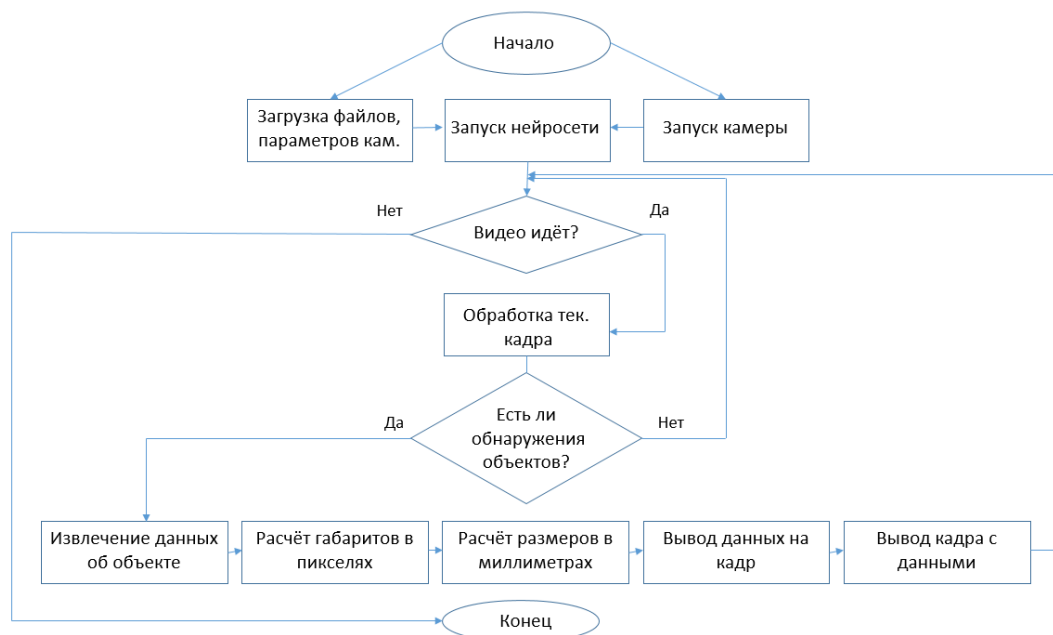 Начало
Загрузка файлов,
параметров кам.
Запуск нейросети
Запуск камеры
Нет
Да
Видео идёт?
Обработка тек.
кадра
Да
Есть ли
обнаружения
объектов?
Нет
Извлечение данных
об объекте
Расчёт габаритов в
пикселях
Расчёт размеров в
миллиметрах
Вывод данных на
кадр
Вывод кадра с
данными
Конец